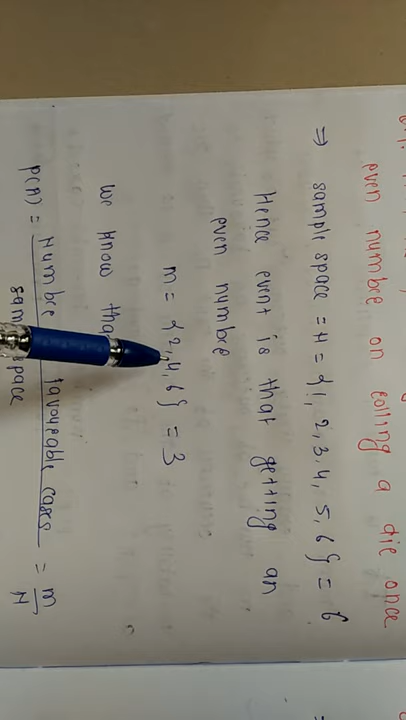 even number on rolling a die once
⇒ sample space = N = {1, 2, 3, 4, 5, 6} = 6
Hence event is that getting an
even number
m = {2, 4, 6} = 3
we know tha
P(A) = Number favourable cases = m
sam space N